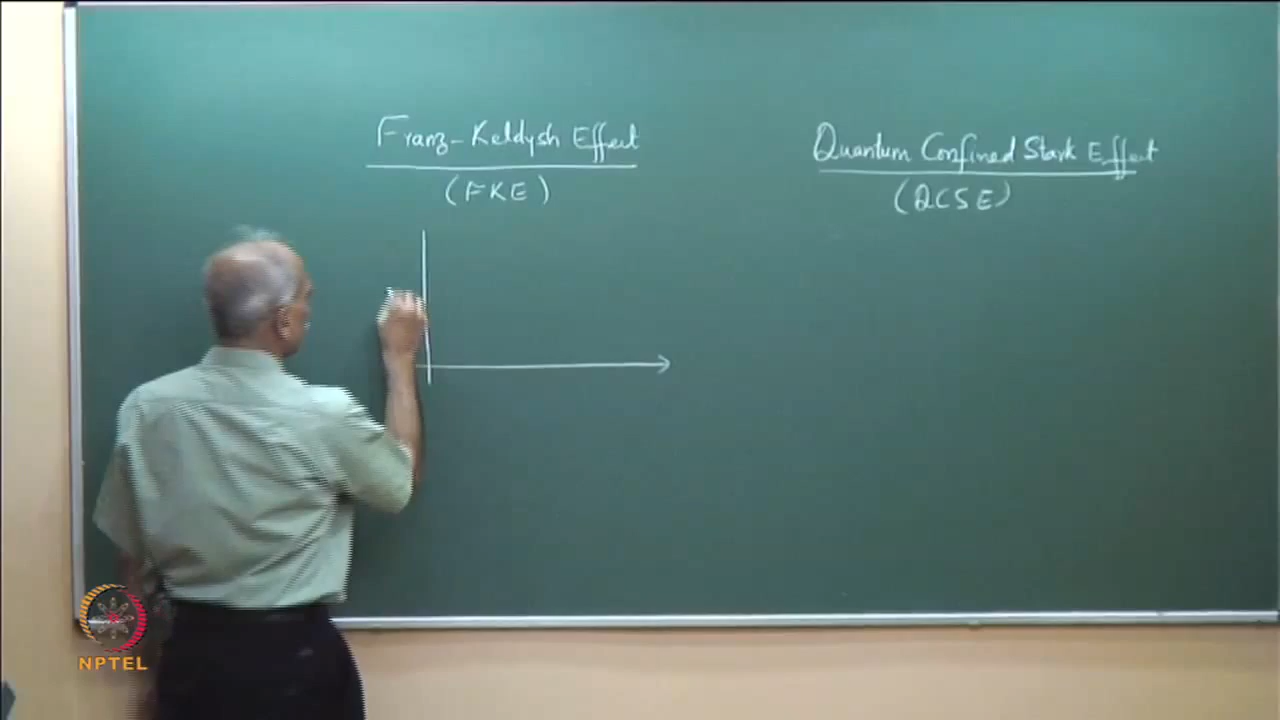 Franz-Keldysh Effect
(FKE)
Quantum Confined Stark Effect
(QCSE)
NPTEL